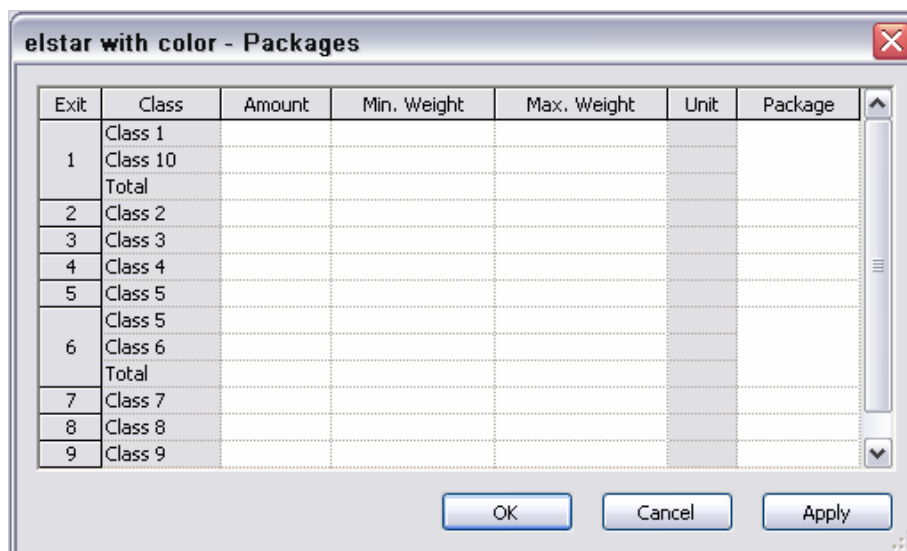 elstar with color - Packages
Exit Class Amount Min. Weight Max. Weight Unit Package
1 Class 1
Class 10
Total
2 Class 2
3 Class 3
4 Class 4
5 Class 5
6 Class 5
Class 6
Total
7 Class 7
8 Class 8
9 Class 9
OK Cancel Apply